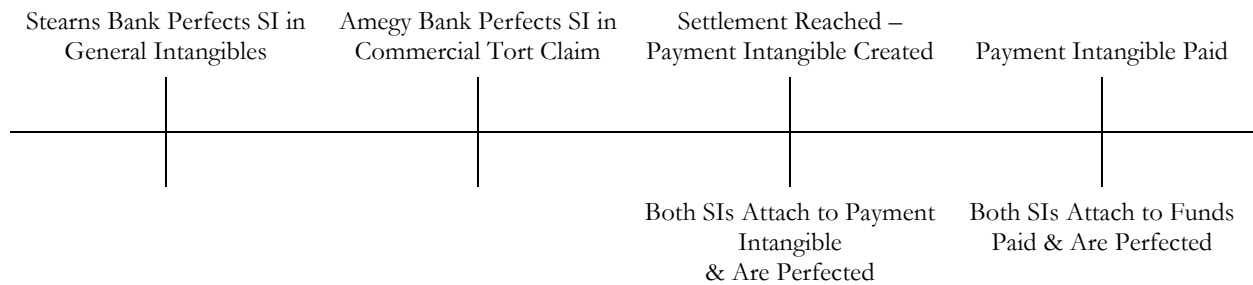 Stearns Bank Perfects SI in
General Intangibles
Amegy Bank Perfects SI in
Commercial Tort Claim
Settlement Reached –
Payment Intangible Created
Payment Intangible Paid
Both SIs Attach to Payment
Intangible
& Are Perfected
Both SIs Attach to Funds
Paid & Are Perfected